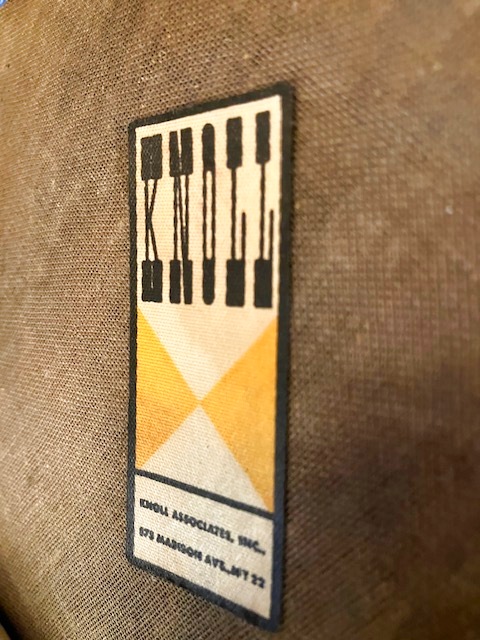 KNOLL
KNOLL ASSOCIATES, INC.,
575 MADISON AVE., NY 22